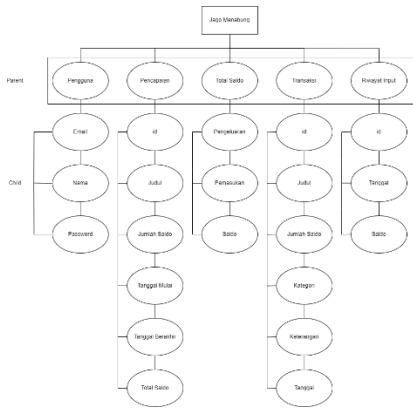 Jago Menabung
Parent
Pengguna
Pencapaian
Total Saldo
Transaksi
Riwayat Input
Child
Email
id
Pengeluaran
id
id
Nama
Judul
Pemasukan
Judul
Tanggal
Password
Jumlah Saldo
Saldo
Jumlah Saldo
Saldo
Tanggal Mulai
Kategori
Tanggal Berakhir
Keterangan
Total Saldo
Tanggal